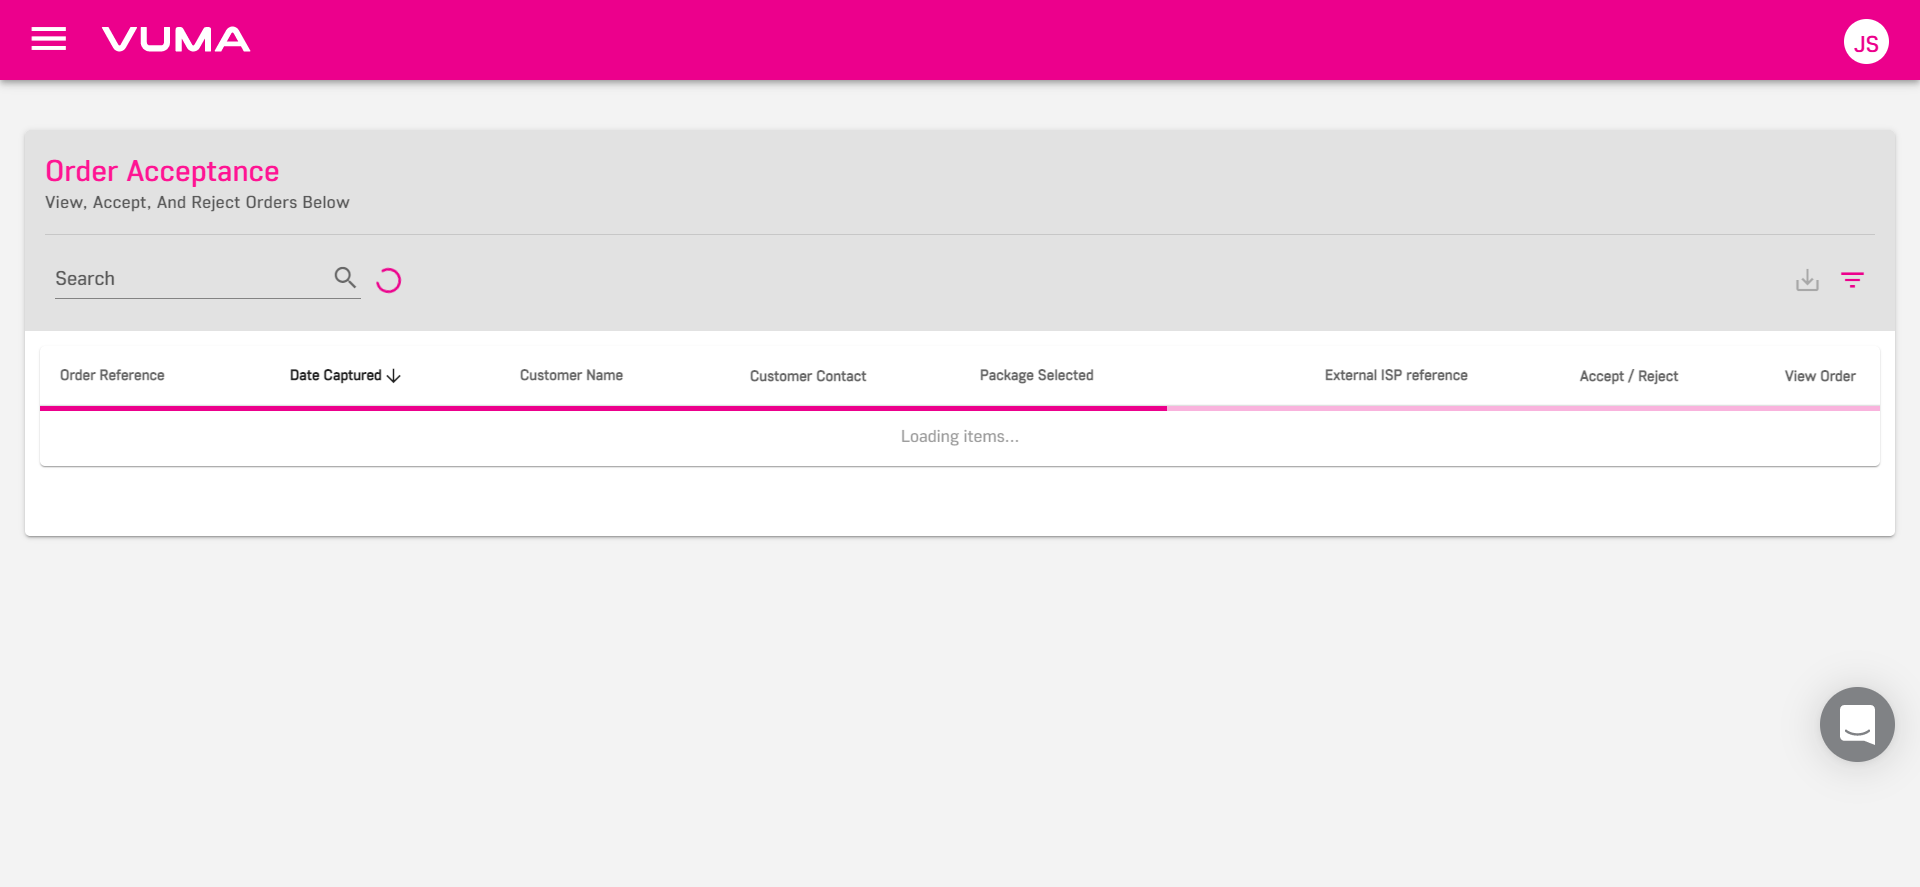 VUMA
JS
Order Acceptance
View, Accept, And Reject Orders Below
Search
Order Reference
Date Captured
Customer Name
Customer Contact
Package Selected
External ISP reference
Accept / Reject
View Order
Loading items...